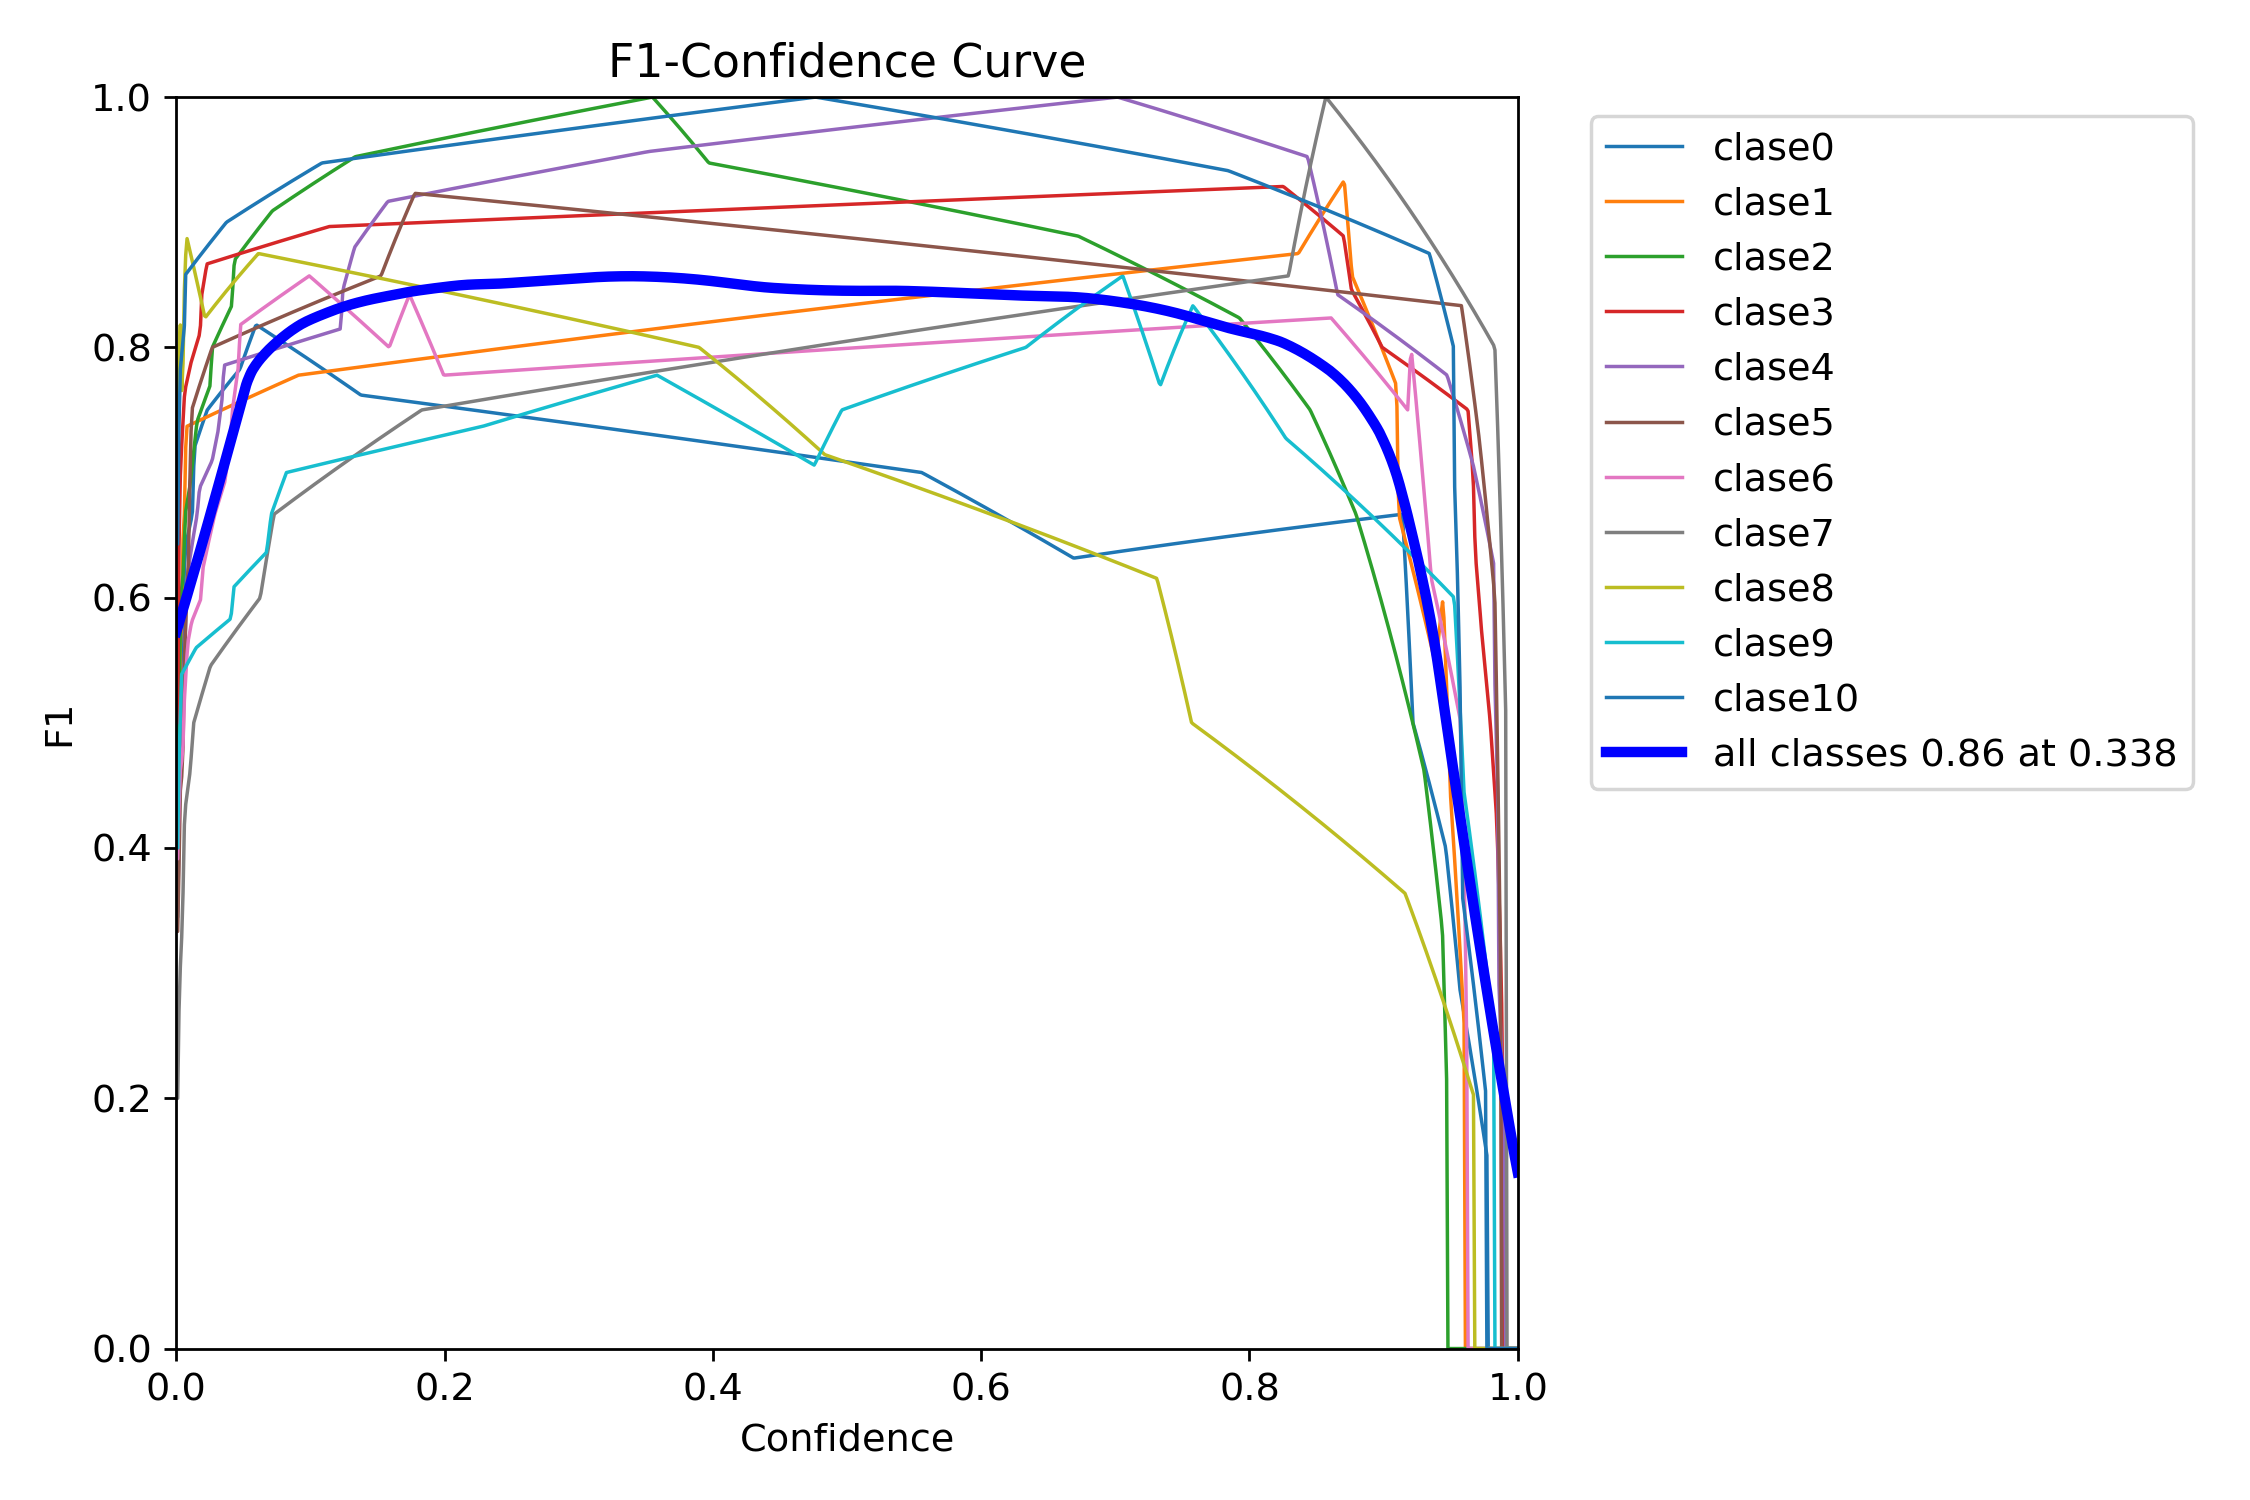 F1-Confidence Curve
1.0
0.8
0.6
0.4
0.2
0.0
F1
0.0 0.2 0.4 0.6 0.8 1.0
Confidence
clase0
clase1
clase2
clase3
clase4
clase5
clase6
clase7
clase8
clase9
clase10
all classes 0.86 at 0.338